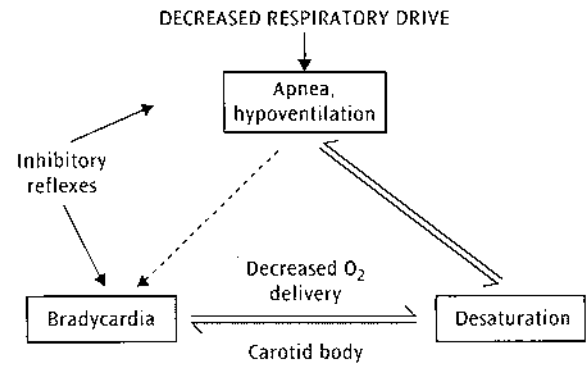 DECREASED RESPIRATORY DRIVE
Apnea,
hypoventilation
Inhibitory
reflexes
Decreased O₂
delivery
Bradycardia
Desaturation
Carotid body